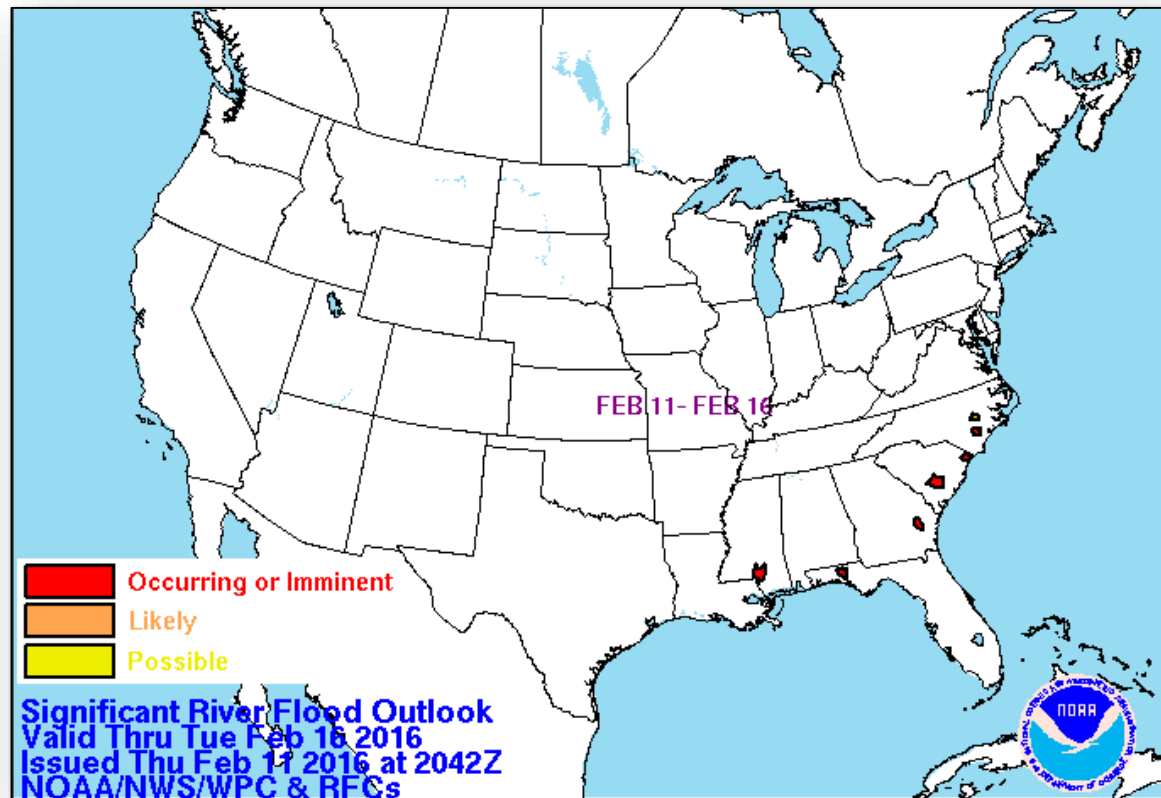 FEB 11- FEB 16
Occurring or Imminent
Likely
Possible
Significant River Flood Outlook
Valid Thru Tue Feb 16 2016
Issued Thu Feb 11 2016 at 2042Z
NOAA/NWS/WPC & RFCs
NOAA